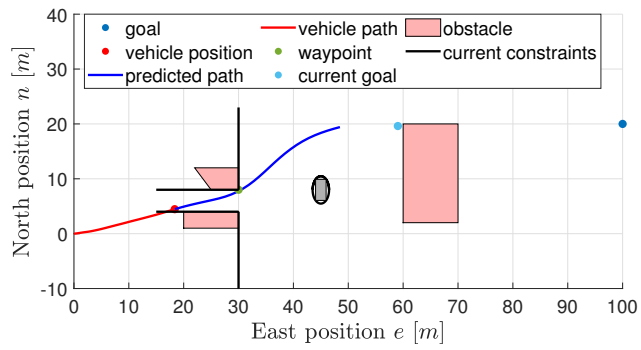 goal
vehicle path
obstacle
vehicle position
waypoint
current constraints
predicted path
current goal
40
30
20
10
0
-10
0
10
20
30
40
50
60
70
80
90
100
North position n [m]
East position e [m]